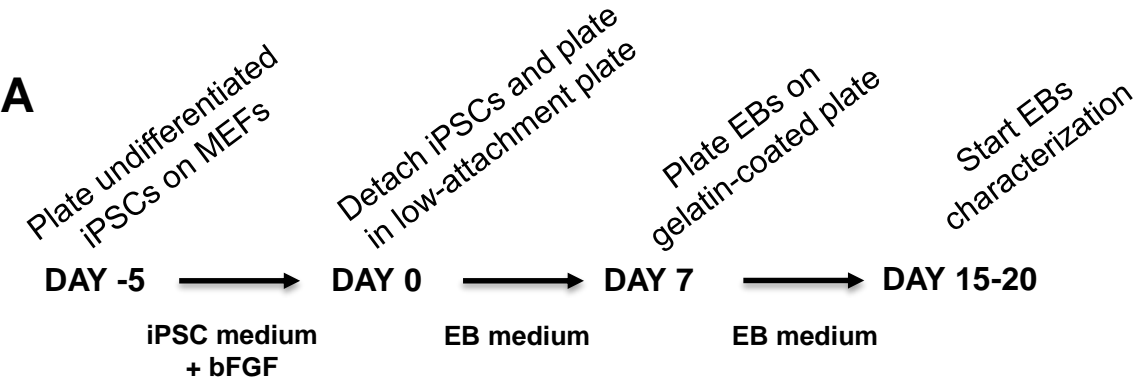 A
Plate undifferentiated
iPSCs on MEFs
Detach iPSCs and plate
in low-attachment plate
Plate EBs on
gelatin-coated plate
Start EBs
characterization
DAY -5
DAY 0
DAY 7
DAY 15-20
iPSC medium
+ bFGF
EB medium
EB medium